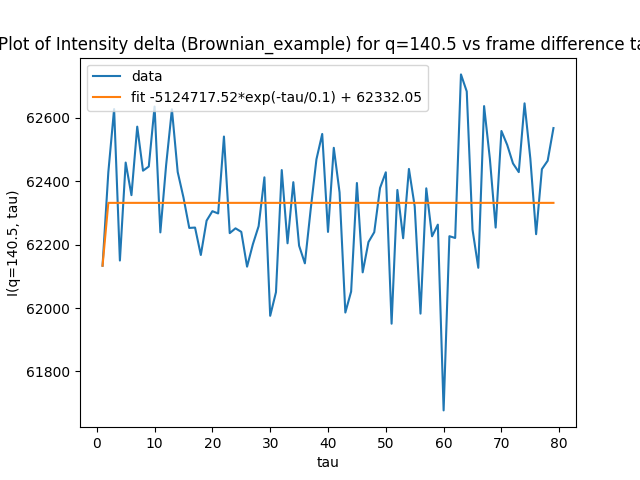 Plot of Intensity delta (Brownian_example) for q=140.5 vs frame difference ta
data
fit -5124717.52*exp(-tau/0.1) + 62332.05
62600
62400
62200
62000
61800
I(q=140.5, tau)
0 10 20 30 40 50 60 70 80
tau